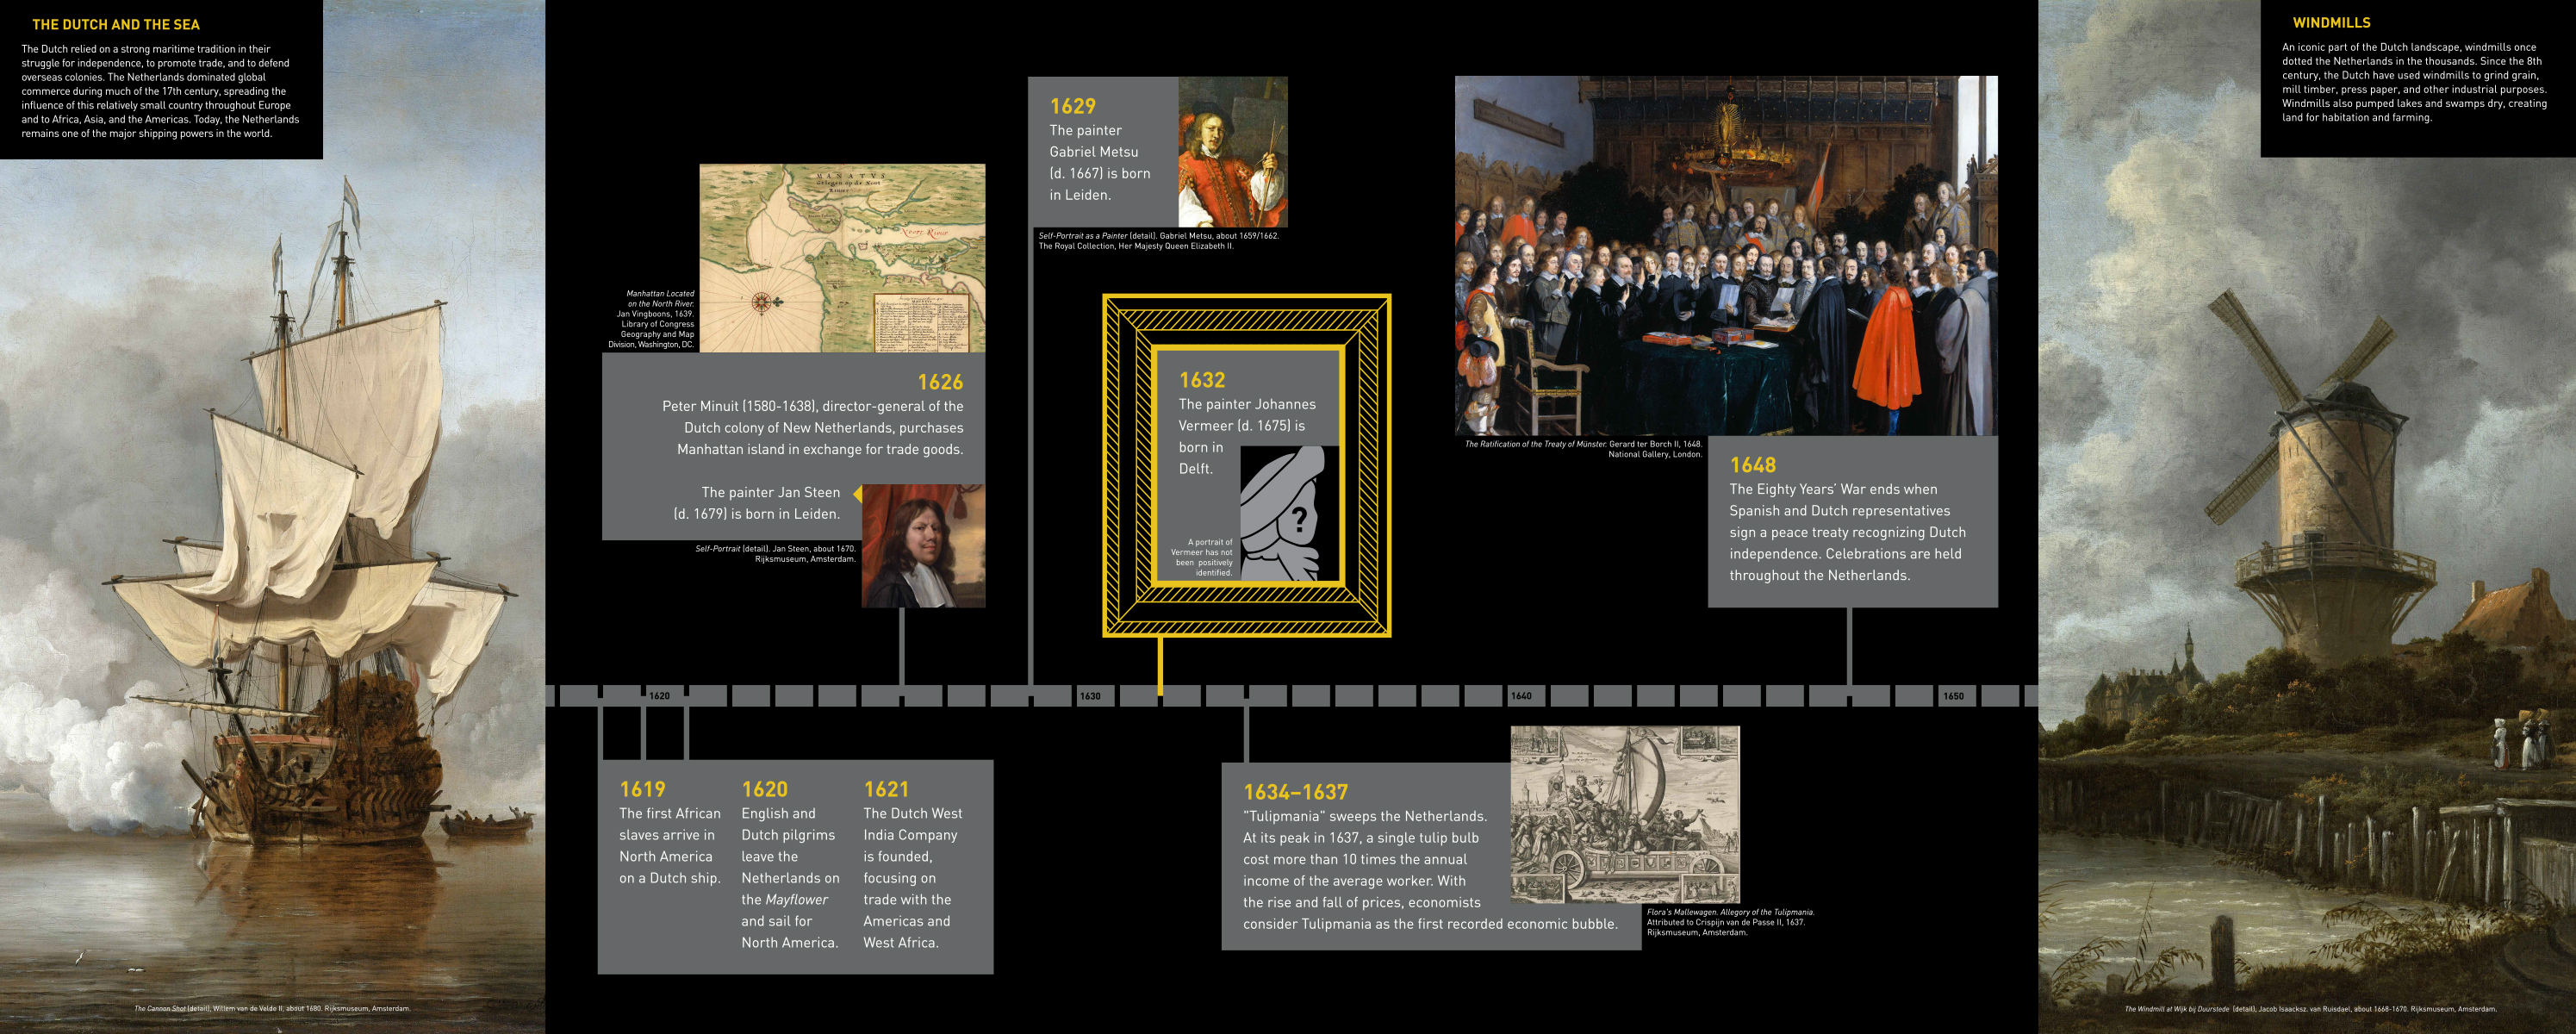 THE DUTCH AND THE SEA
The Dutch relied on a strong maritime tradition in their
struggle for independence, to promote trade, and to defend
overseas colonies. The Netherlands dominated global
commerce during much of the 17th century, spreading the
influence of this relatively small country throughout Europe
and to Africa, Asia, and the Americas. Today, the Netherlands
remains one of the major shipping powers in the world.
The Cannon Shot (detail), Willem van de Velde II, about 1680. Rijksmuseum, Amsterdam.
MANATVS
Manhattan Located
on the North River.
Jan Vingboons, 1639.
Library of Congress
Geography and Map
Division, Washington, DC.
1626
Peter Minuit (1580-1638), director-general of the
Dutch colony of New Netherlands, purchases
Manhattan island in exchange for trade goods.
The painter Jan Steen
(d. 1679) is born in Leiden.
Self-Portrait (detail). Jan Steen, about 1670.
Rijksmuseum, Amsterdam.
1629
The painter
Gabriel Metsu
(d. 1667) is born
in Leiden.
Self-Portrait as a Painter (detail). Gabriel Metsu, about 1659/1662.
The Royal Collection, Her Majesty Queen Elizabeth II.
1632
The painter Johannes
Vermeer (d. 1675) is
born in
Delft.
?
A portrait of
Vermeer has not
been positively
identified.
The Ratification of the Treaty of Münster. Gerard ter Borch II, 1648.
National Gallery, London.
1648
The Eighty Years' War ends when
Spanish and Dutch representatives
sign a peace treaty recognizing Dutch
independence. Celebrations are held
throughout the Netherlands.
1620
1630
1640
1650
1619
The first African
slaves arrive in
North America
on a Dutch ship.
1620
English and
Dutch pilgrims
leave the
Netherlands on
the Mayflower
and sail for
North America.
1621
The Dutch West
India Company
is founded,
focusing on
trade with the
Americas and
West Africa.
1634–1637
"Tulipmania" sweeps the Netherlands.
At its peak in 1637, a single tulip bulb
cost more than 10 times the annual
income of the average worker. With
the rise and fall of prices, economists
consider Tulipmania as the first recorded economic bubble.
Flora's Mallewagen. Allegory of the Tulipmania.
Attributed to Crispijn van de Passe II, 1637.
Rijksmuseum, Amsterdam.
WINDMILLS
An iconic part of the Dutch landscape, windmills once
dotted the Netherlands in the thousands. Since the 8th
century, the Dutch have used windmills to grind grain,
mill timber, press paper, and other industrial purposes.
Windmills also pumped lakes and swamps dry, creating
land for habitation and farming.
The Windmill at Wijk bij Duurstede (detail), Jacob Isaacksz. van Ruisdael, about 1668-1670. Rijksmuseum, Amsterdam.